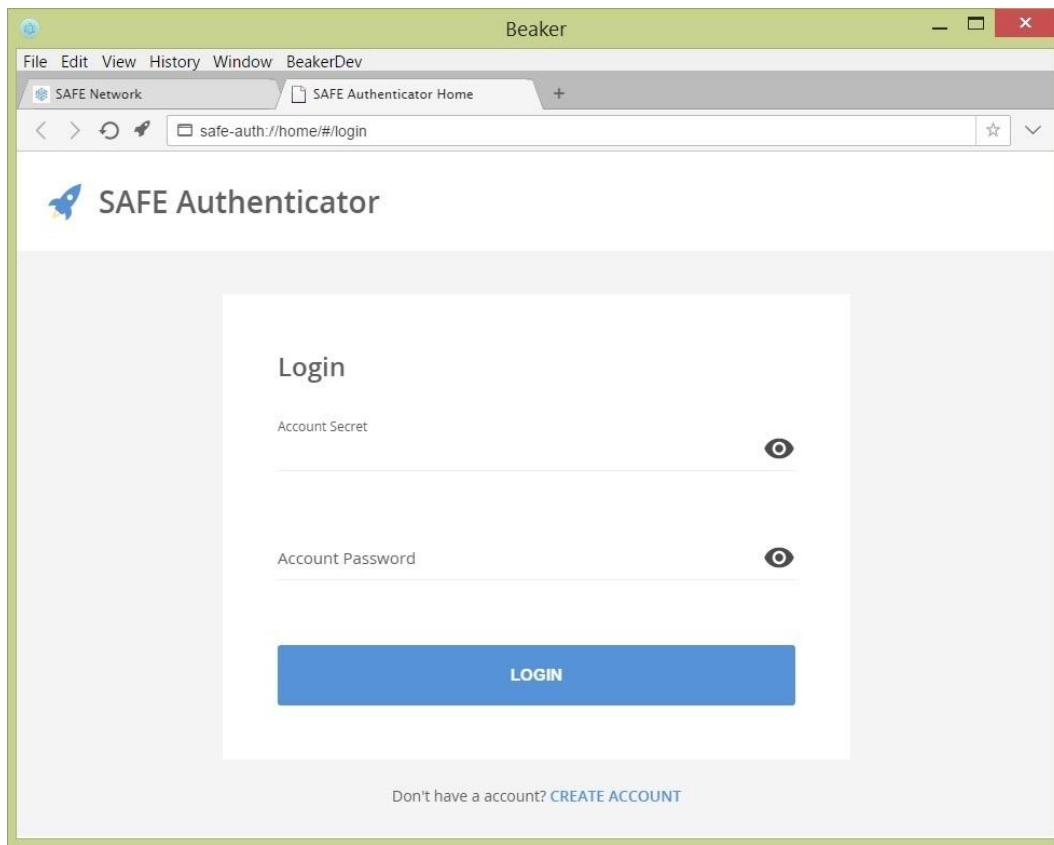 Beaker
File Edit View History Window BeakerDev
SAFE Network
SAFE Authenticator Home
safe-auth://home/#/login
SAFE Authenticator
Login
Account Secret
Account Password
LOGIN
Don't have a account? CREATE ACCOUNT